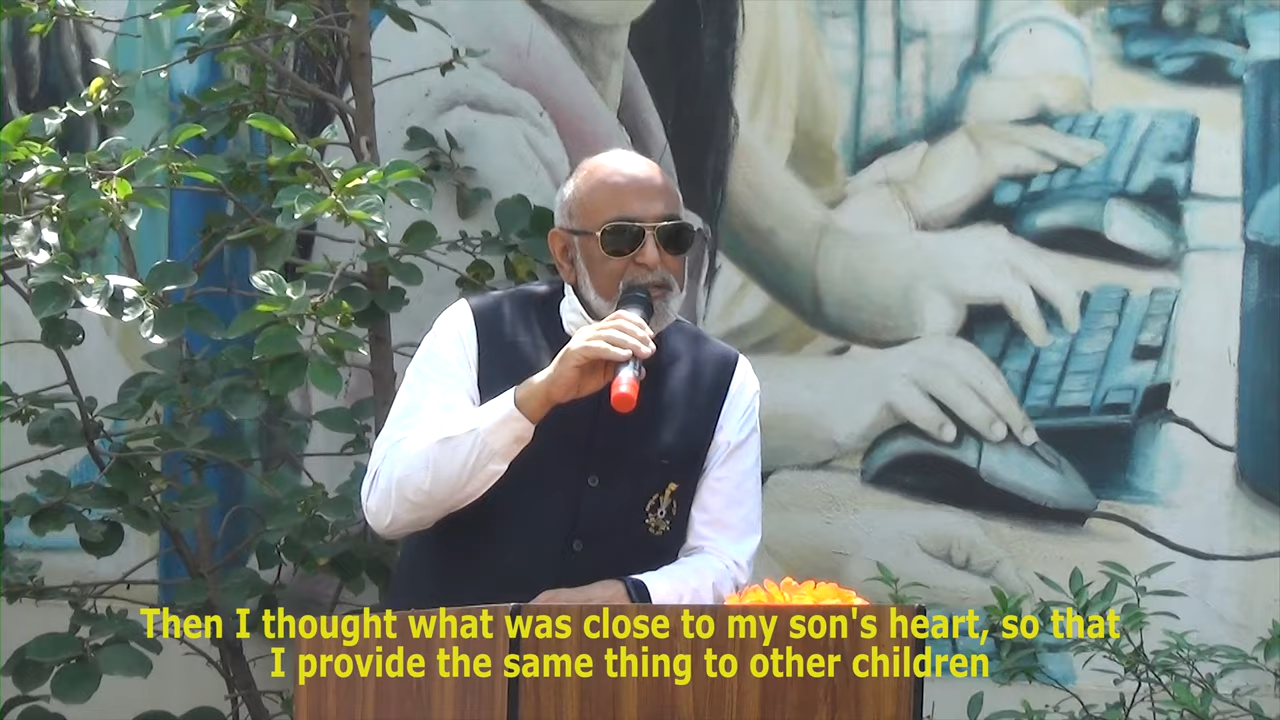 Then I thought what was close to my son's heart, so that
I provide the same thing to other children